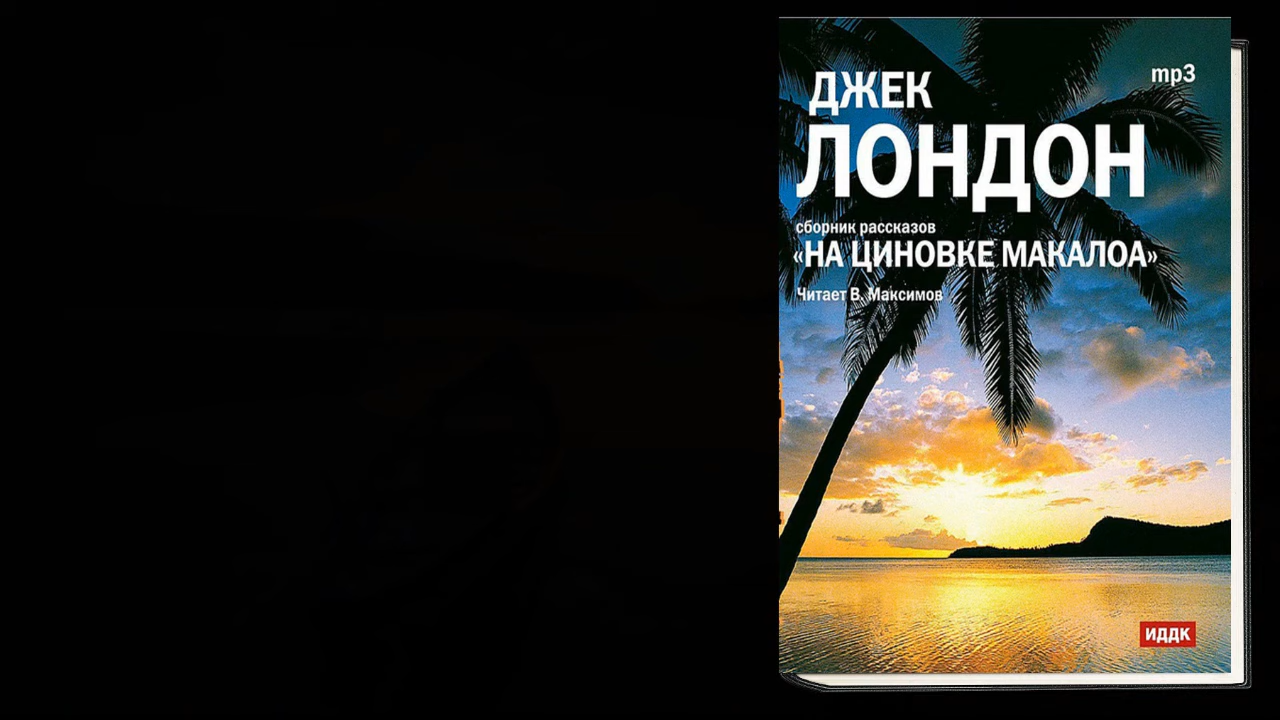 mp3
ДЖЕК
ЛОНДОН
сборник рассказов
«НА ЦИНОВКЕ МАКАЛОА»
Читает В. Максимов
ИДДК